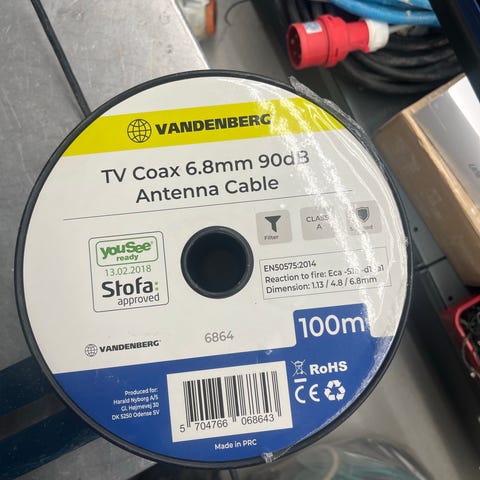 VANDENBERG
TV Coax 6.8mm 90dB
Antenna Cable
Filter
CLASS
A
youSee
ready
13.02.2018
Stofa:
approved
EN50575:2014
Reaction to fire: Eca
Dimension: 1.13 / 4.8 / 6.8mm
VANDENBERG
6864
100m
RoHS
CE
Produced for:
Harald Nyborg A/S
Gl. Højmevej 30
DK 5250 Odense SV
5 704766 068643
Made in PRC